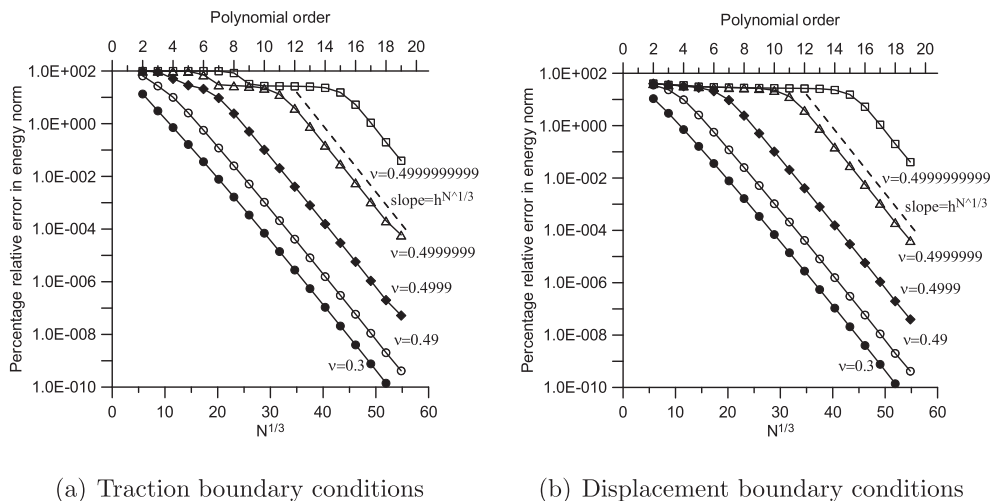 Polynomial order
0 2 4 6 8 10 12 14 16 18 20
Percentage relative error in energy norm
1.0E+002
1.0E+000
1.0E-002
1.0E-004
1.0E-006
1.0E-008
1.0E-010
ν=0.4999999999
slope=h^N^1/3
ν=0.4999999
ν=0.4999
ν=0.49
ν=0.3
0 10 20 30 40 50 60
N^1/3
(a) Traction boundary conditions
Polynomial order
0 2 4 6 8 10 12 14 16 19 20
Percentage relative error in energy norm
1.0E+002
1.0E+000
1.0E-002
1.0E-004
1.0E-006
1.0E-008
1.0E-010
ν=0.4999999999
slope=h^N^1/3
ν=0.4999999
ν=0.4999
ν=0.49
ν=0.3
0 10 20 30 40 50 60
N^1/3
(b) Displacement boundary conditions